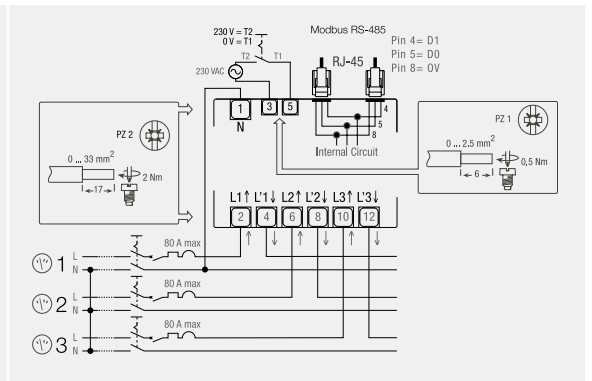 230 V = T2
0 V = T1
T2 T1
230 VAC
Modbus RS-485
Pin 4= D1
Pin 5= D0
Pin 8= 0V
RJ-45
1 3 5
N
4
5
8
Internal Circuit
PZ 2
0 ... 33 mm2
17
2 Nm
PZ 1
0 ... 2.5 mm2
6
0,5 Nm
L1↑ L'1↓ L2↑ L'2↓ L3↑ L'3↓
2 4 6 8 10 12
80 A max
1 L
N
80 A max
2 L
N
80 A max
3 L
N